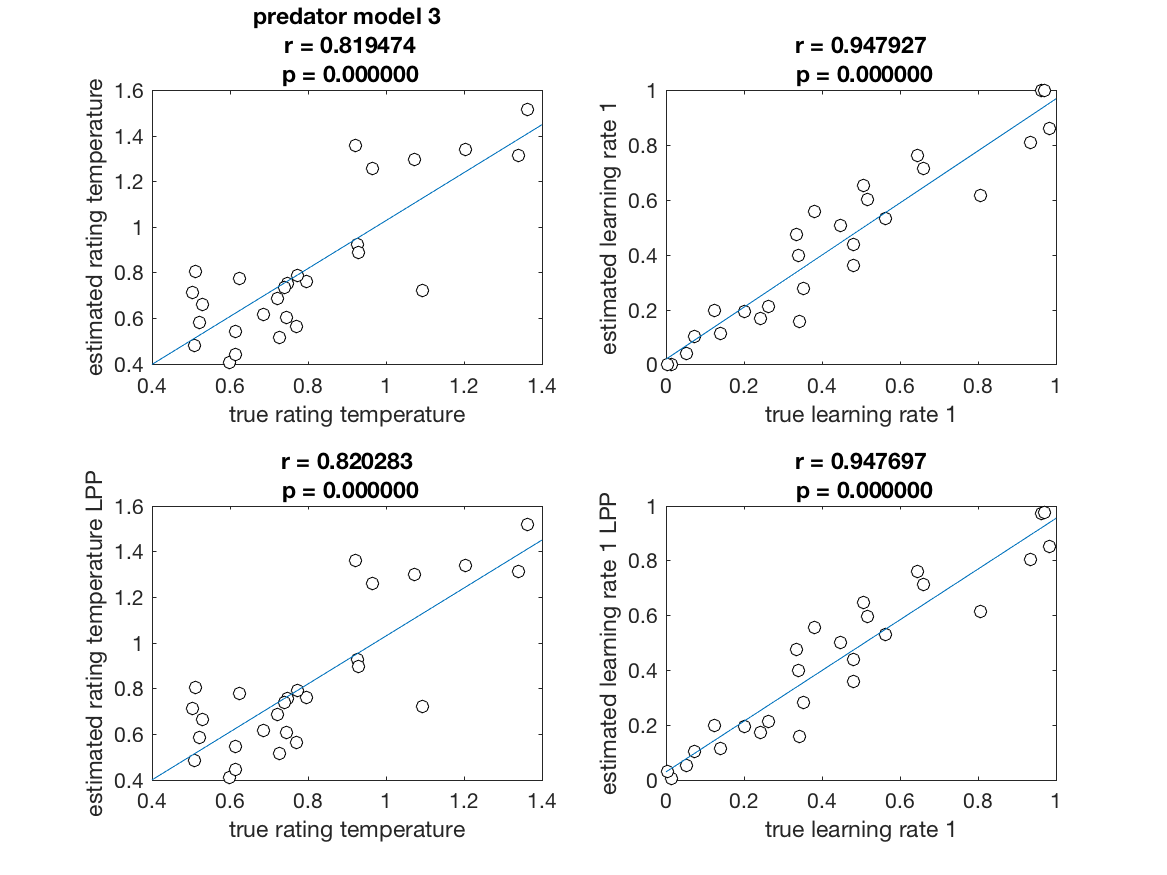 predator model 3
r = 0.819474
p = 0.000000
estimated rating temperature
1.6
1.4
1.2
1
0.8
0.6
0.4
0.4 0.6 0.8 1 1.2 1.4
true rating temperature
r = 0.947927
p = 0.000000
estimated learning rate 1
1
0.8
0.6
0.4
0.2
0
0 0.2 0.4 0.6 0.8 1
true learning rate 1
r = 0.820283
p = 0.000000
estimated rating temperature LPP
1.6
1.4
1.2
1
0.8
0.6
0.4
0.4 0.6 0.8 1 1.2 1.4
true rating temperature
r = 0.947697
p = 0.000000
estimated learning rate 1 LPP
1
0.8
0.6
0.4
0.2
0
0 0.2 0.4 0.6 0.8 1
true learning rate 1